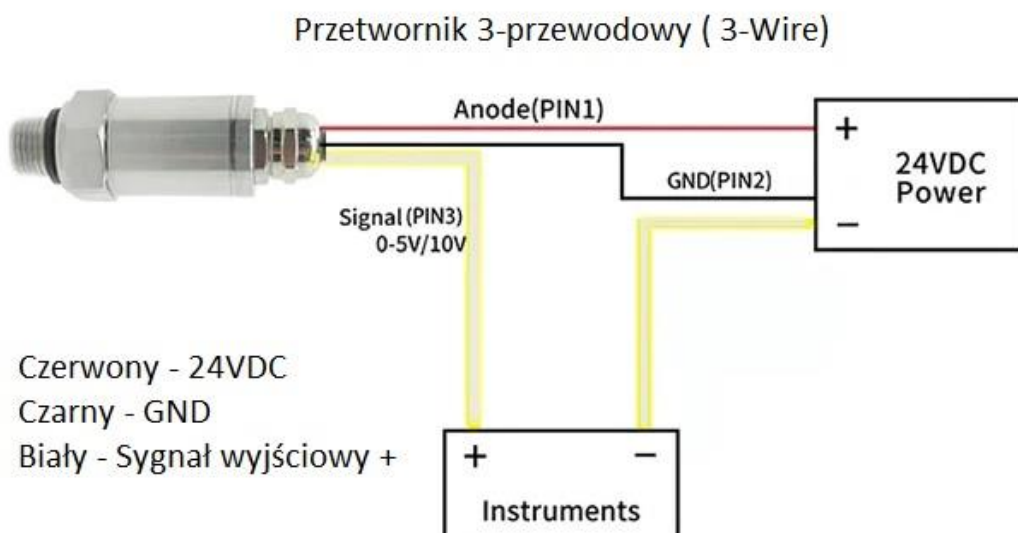 Przetwornik 3-przewodowy ( 3-Wire)
Anode(PIN1)
+
24VDC
Power
GND(PIN2)
−
Signal(PIN3)
0-5V/10V
Czerwony - 24VDC
Czarny - GND
Biały - Sygnał wyjściowy +
+ −
Instruments